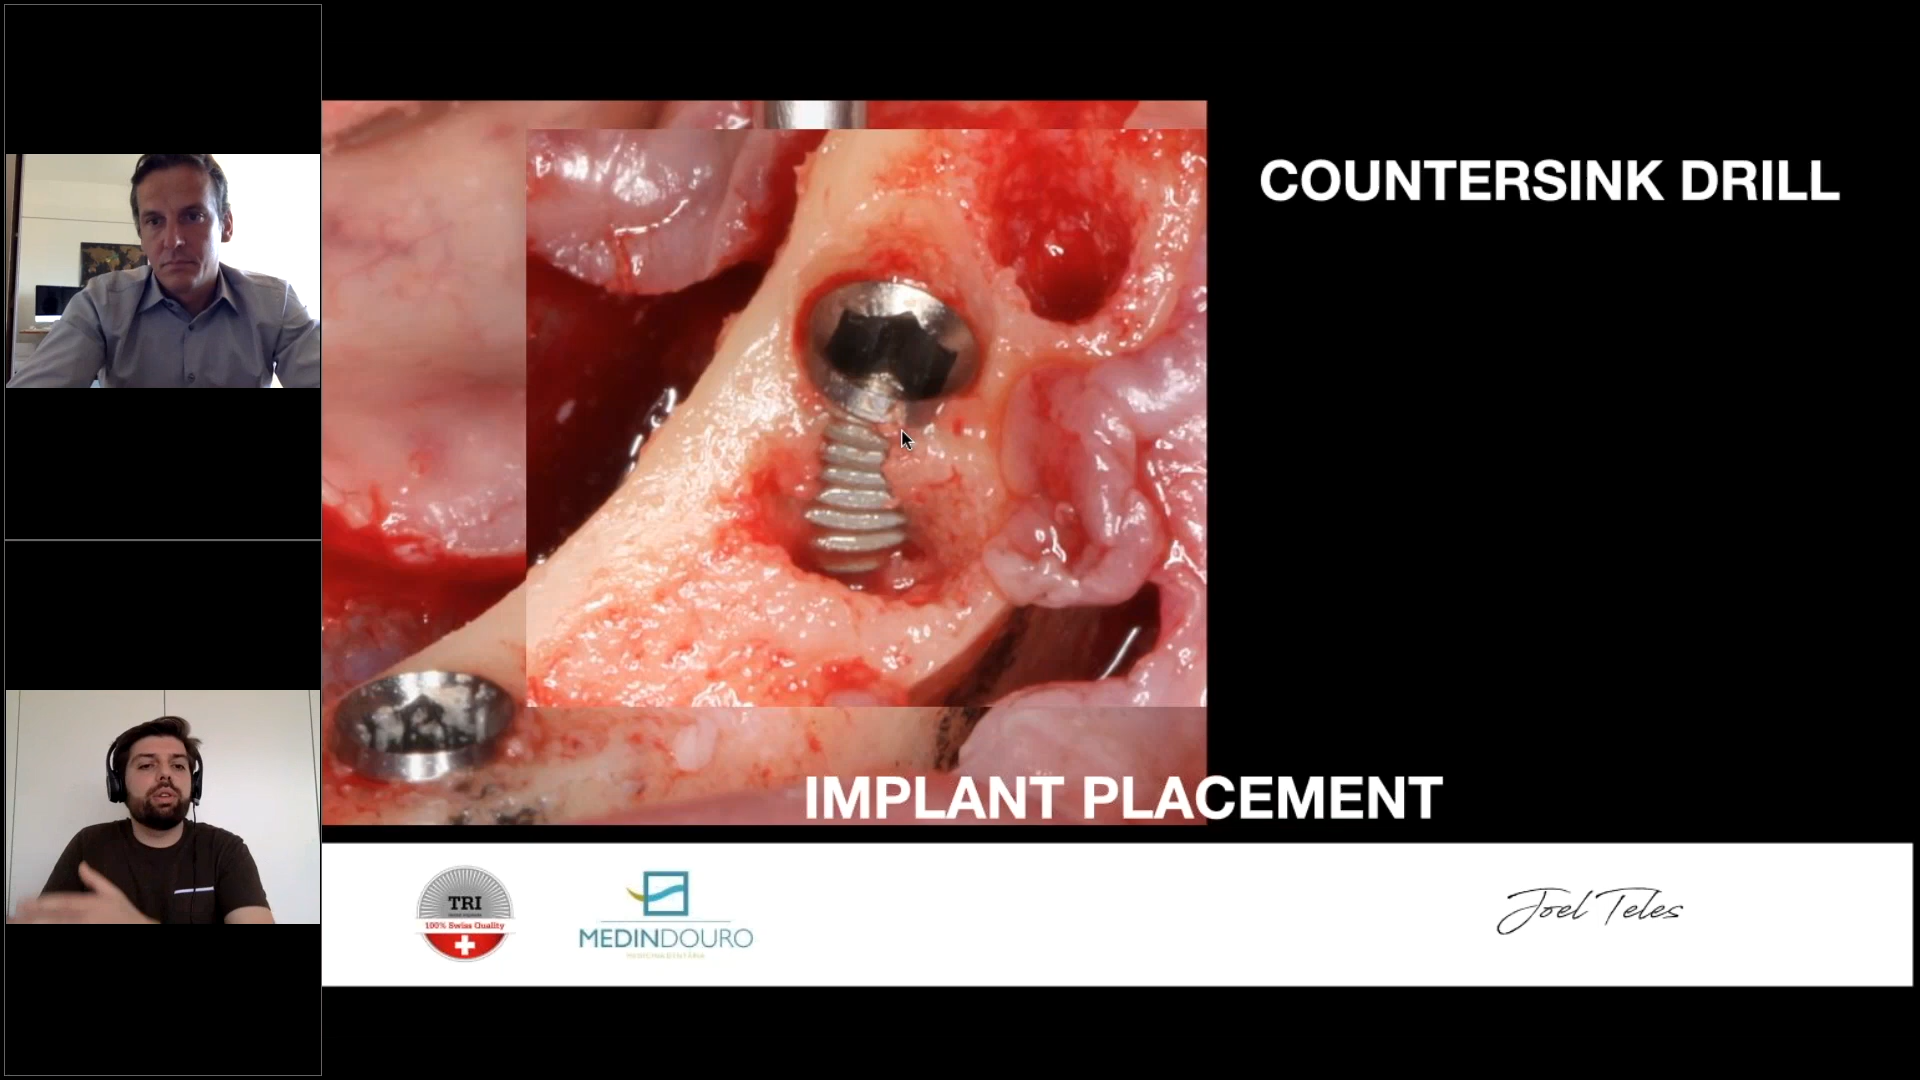 COUNTERSINK DRILL
IMPLANT PLACEMENT
TRI
100% Swiss Quality
MEDINDOURO
Joel Teles